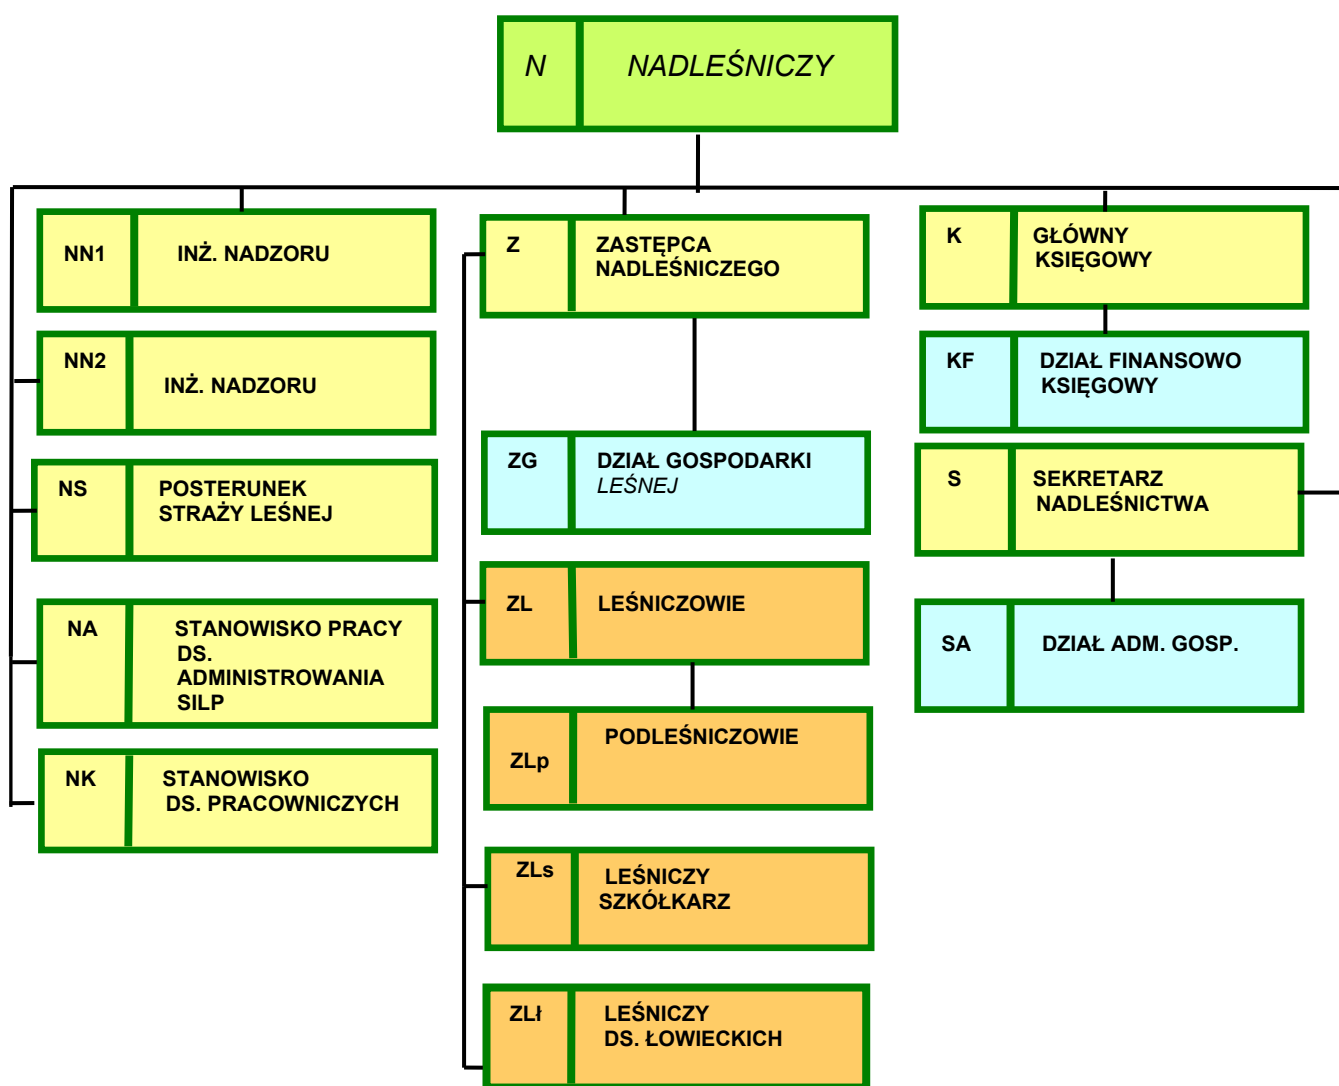 N NADLEŚNICZY
NN1 INŻ. NADZORU
NN2
INŻ. NADZORU
NS POSTERUNEK
STRAŻY LEŚNEJ
NA STANOWISKO PRACY
DS.
ADMINISTROWANIA
SILP
NK STANOWISKO
DS. PRACOWNICZYCH
Z ZASTĘPCA
NADLEŚNICZEGO
ZG DZIAŁ GOSPODARKI
LEŚNEJ
ZL LEŚNICZOWIE
PODLEŚNICZOWIE
ZLp
ZLs LEŚNICZY
SZKÓŁKARZ
ZLł LEŚNICZY
DS. ŁOWIECKICH
K GŁÓWNY
KSIĘGOWY
KF DZIAŁ FINANSOWO
KSIĘGOWY
S SEKRETARZ
NADLEŚNICTWA
SA DZIAŁ ADM. GOSP.